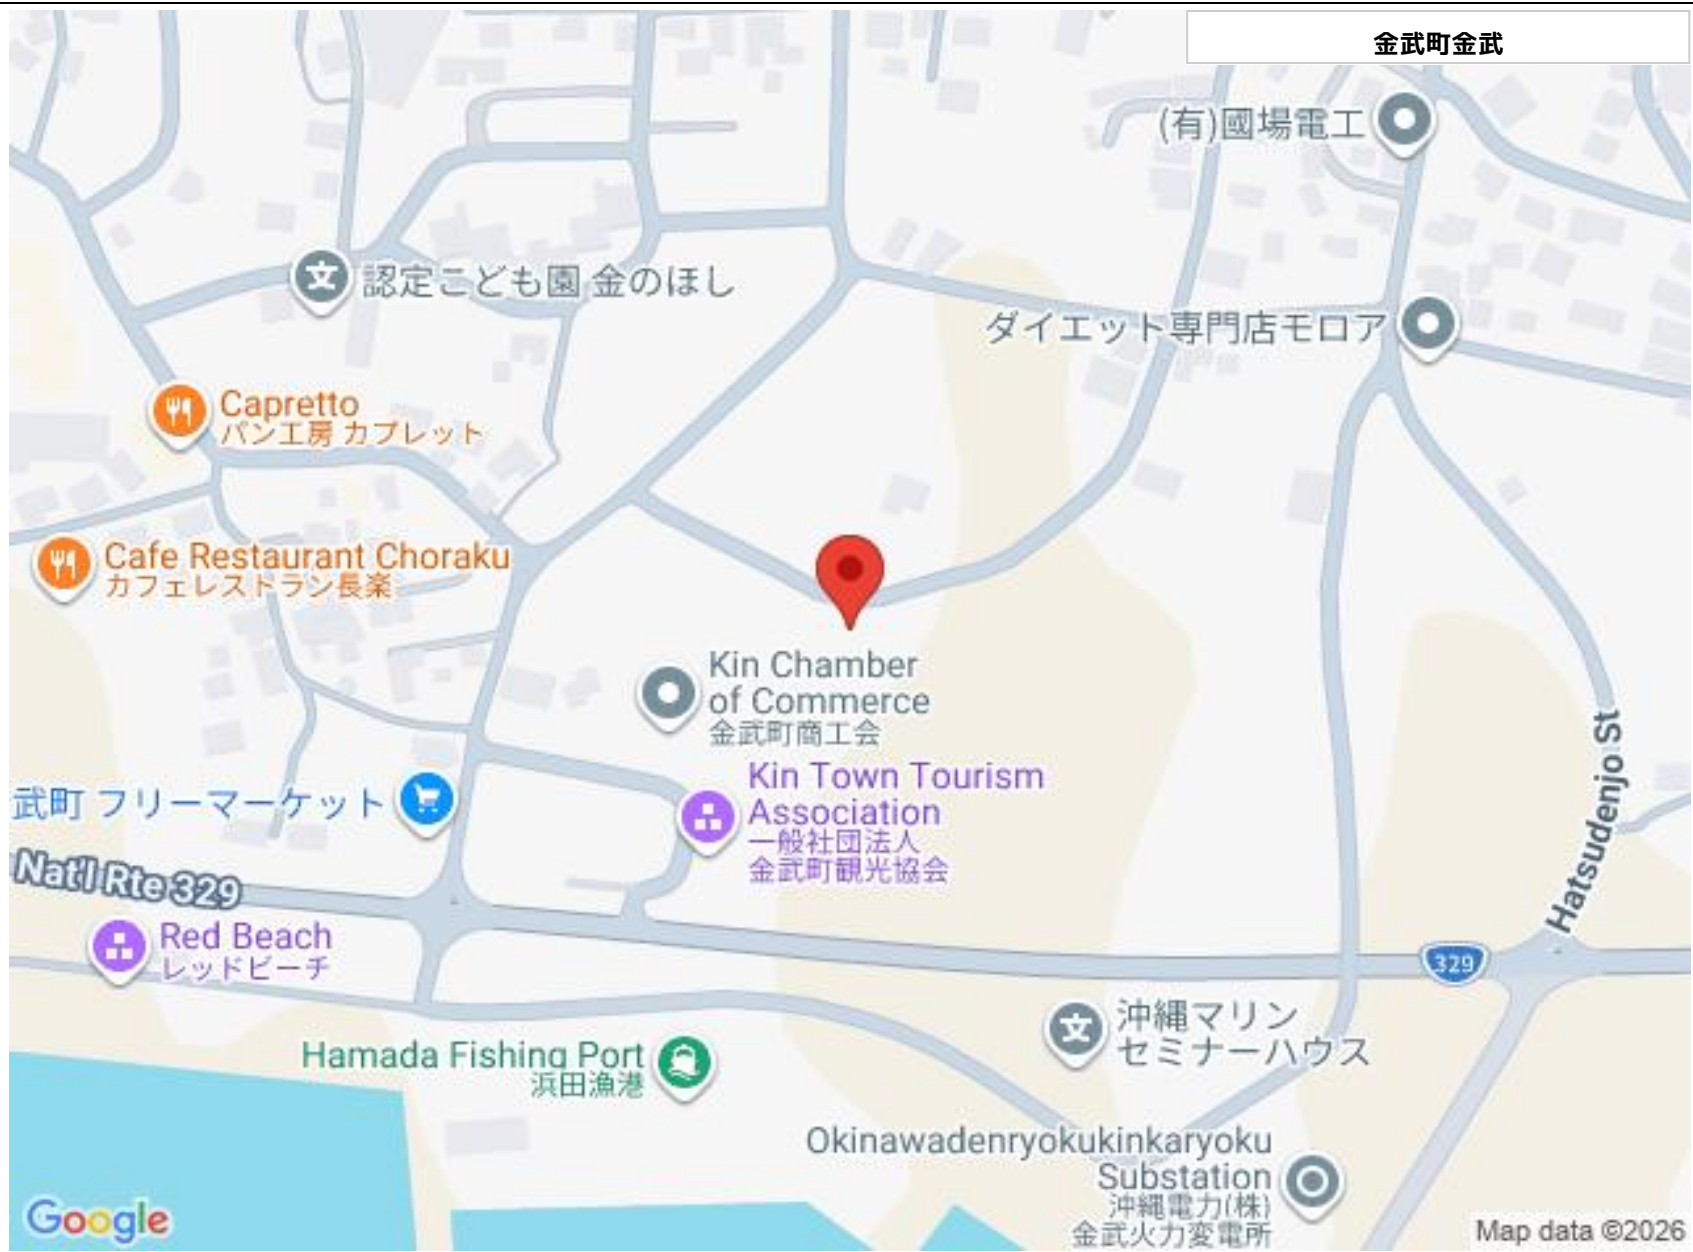 金武町金武
(有)國場電工
認定こども園 金のほし
ダイエット専門店モロア
Capretto
パン工房 カプレット
Cafe Restaurant Choraku
カフェレストラン長楽
Kin Chamber
of Commerce
金武町商工会
Kin Town Tourism
Association
一般社団法人
金武町観光協会
武町 フリーマーケット
Hatsudenjo St
Nat'l Rte 329
Red Beach
レッドビーチ
329
沖縄マリン
セミナーハウス
Hamada Fishing Port
浜田漁港
Okinawadenryokukinkaryoku
Substation
沖縄電力(株)
金武火力変電所
Google
Map data ©2026